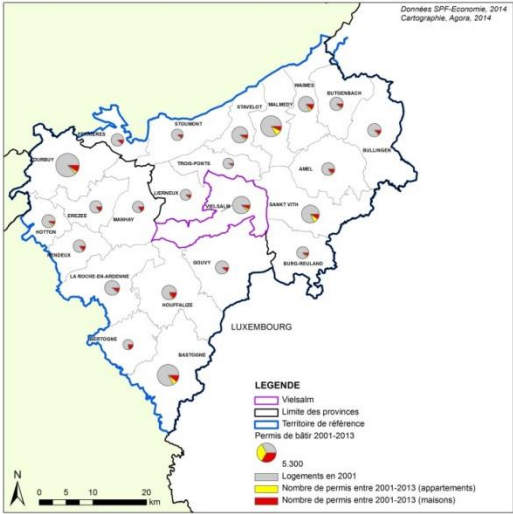 Données SPF-Economie, 2014
Cartographie, Agora, 2014
WAIMES
BUTGENBACH
STAVELOT
MALMEDY
STOUMONT
FERRIERES
BULLINGEN
DURBUY
TROIS-PONTS
AMEL
LIERNEUX
VIELSALM
SANKT VITH
EREZEE
MANHAY
HOTTON
RENDEUX
GOUVY
BURG-REULAND
LA ROCHE-EN-ARDENNE
HOUFFALIZE
LUXEMBOURG
BERTOGNE
BASTOGNE
LEGENDE
Vielsalm
Limite des provinces
Territoire de référence
Permis de bâtir 2001-2013
5.300
Logements en 2001
Nombre de permis entre 2001-2013 (appartements)
Nombre de permis entre 2001-2013 (maisons)
N
0 5 10 20
km